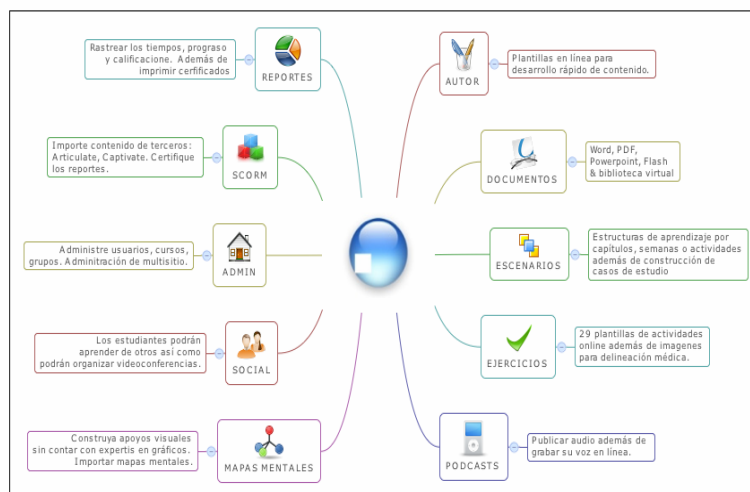 Rastrear los tiempos, prograso
y calificacione. Además de
imprimir cerfificados
REPORTES
Importe contenido de terceros:
Articulate, Captivate. Certifique
los reportes.
SCORM
Administre usuarios, cursos,
grupos. Adminitración de multisitio.
ADMIN
Los estudiantes podrán
aprender de otros así como
podrán organizar videoconferencias.
SOCIAL
Construya apoyos visuales
sin contar con expertis en gráficos.
Importar mapas mentales.
MAPAS MENTALES
AUTOR
Plantillas en línea para
desarrollo rápido de contenido.
DOCUMENTOS
Word, PDF,
Powerpoint, Flash
& biblioteca virtual
ESCENARIOS
Estructuras de aprendizaje por
capítulos, semanas o actividades
además de construcción de
casos de estudio
EJERCICIOS
29 plantillas de actividades
online además de imagenes
para delineación médica.
PODCASTS
Publicar audio además de
grabar su voz en línea.